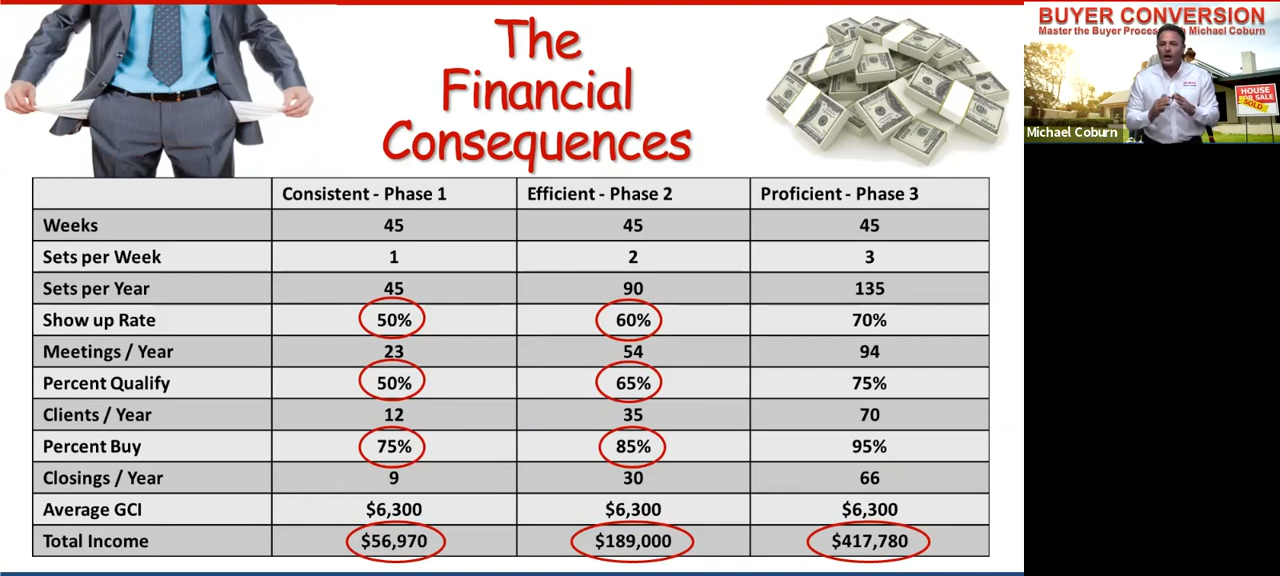 The
Financial
Consequences
Consistent - Phase 1 Efficient - Phase 2 Proficient - Phase 3
Weeks 45 45 45
Sets per Week 1 2 3
Sets per Year 45 90 135
Show up Rate 50% 60% 70%
Meetings / Year 23 54 94
Percent Qualify 50% 65% 75%
Clients / Year 12 35 70
Percent Buy 75% 85% 95%
Closings / Year 9 30 66
Average GCI $6,300 $6,300 $6,300
Total Income $56,970 $189,000 $417,780
BUYER CONVERSION
Master the Buyer Process Michael Coburn
HOUSE
FOR SALE
SOLD
Michael Coburn